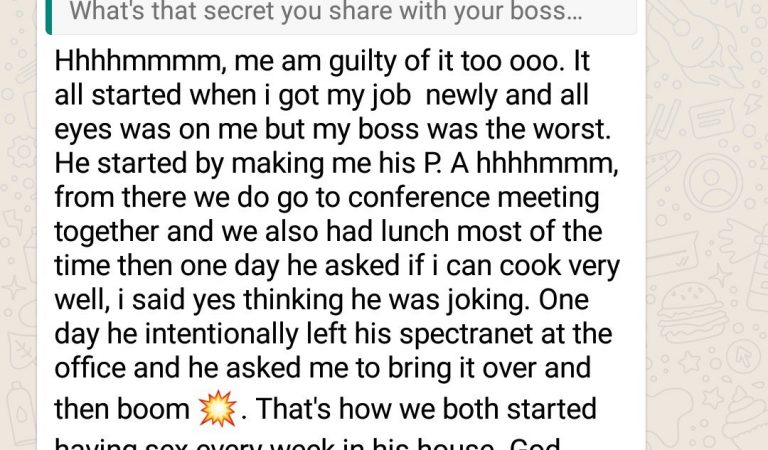 What's that secret you share with your boss...
Hhhhmmmm, me am guilty of it too ooo. It
all started when i got my job  newly and all
eyes was on me but my boss was the worst.
He started by making me his P. A hhhhmmm,
from there we do go to conference meeting
together and we also had lunch most of the
time then one day he asked if i can cook very
well, i said yes thinking he was joking. One
day he intentionally left his spectranet at the
office and he asked me to bring it over and
then boom 💥. That's how we both started
having sex every week in his house. God